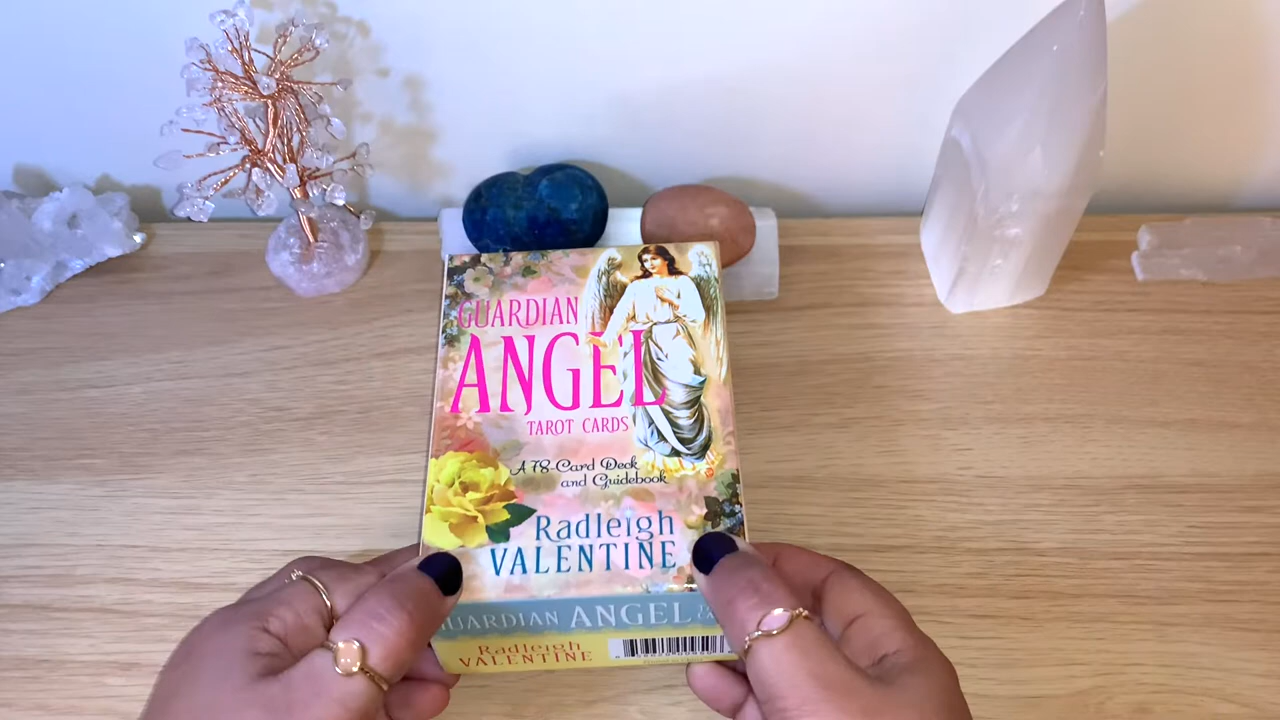 GUARDIAN
ANGEL
TAROT CARDS
A 78-Card Deck
and Guidebook
Radleigh
VALENTINE
GUARDIAN ANGEL
Radleigh
VALENTINE